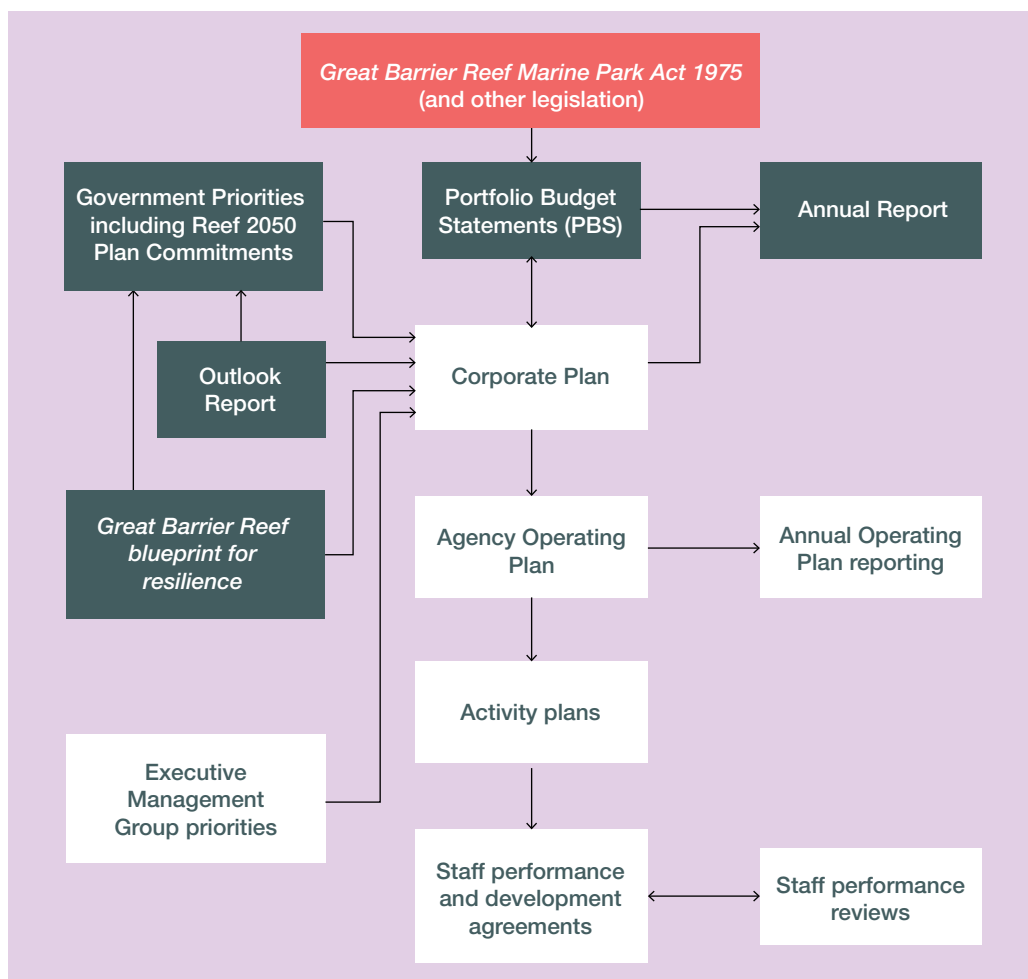 Great Barrier Reef Marine Park Act 1975
(and other legislation)
Government Priorities
including Reef 2050
Plan Commitments
Portfolio Budget
Statements (PBS)
Annual Report
Outlook
Report
Corporate Plan
Great Barrier Reef
blueprint for
resilience
Agency Operating
Plan
Annual Operating
Plan reporting
Activity plans
Executive
Management
Group priorities
Staff performance
and development
agreements
Staff performance
reviews